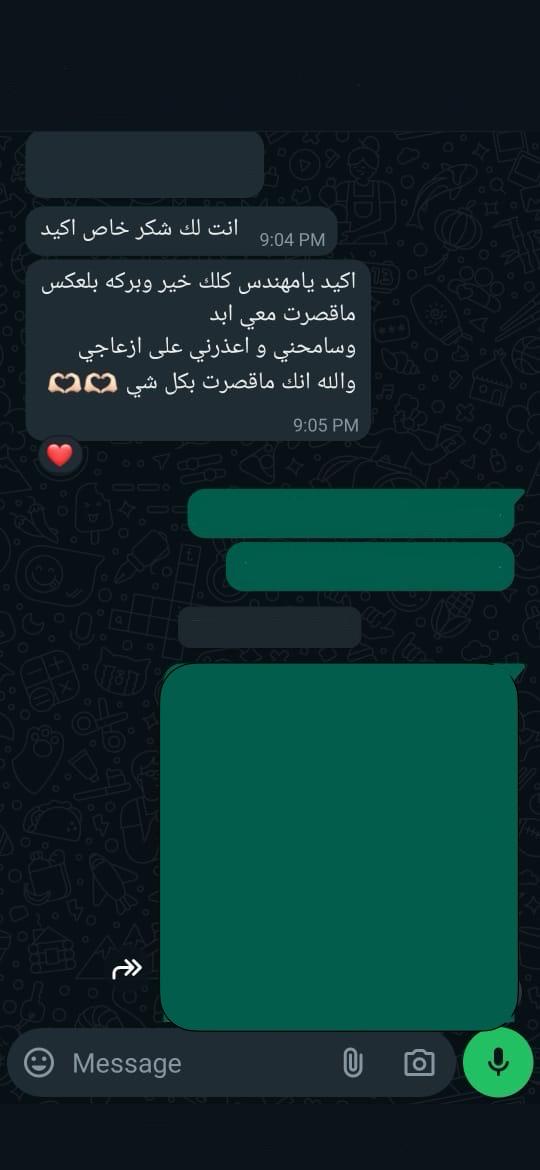 انت لك شكر خاص اكيد
9:04 PM
اكيد يامهندس كلك خير وبركه بلعكس
ماقصرت معي ابد
وسامحني و اعذرني على ازعاجي
والله انك ماقصرت بكل شي 🫶🏻🫶🏻
9:05 PM
Message